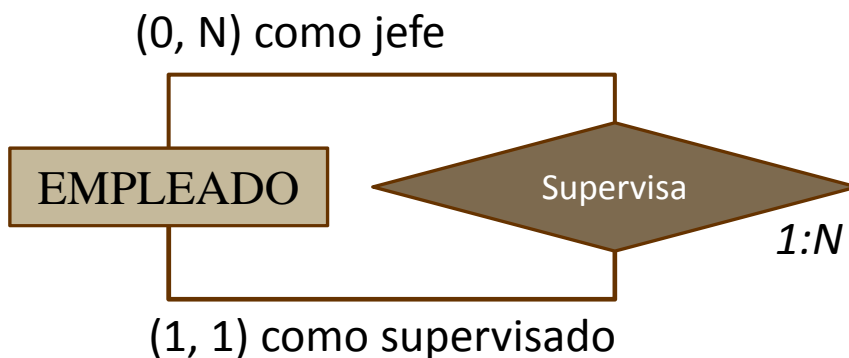 (0, N) como jefe
EMPLEADO
Supervisa
1:N
(1, 1) como supervisado